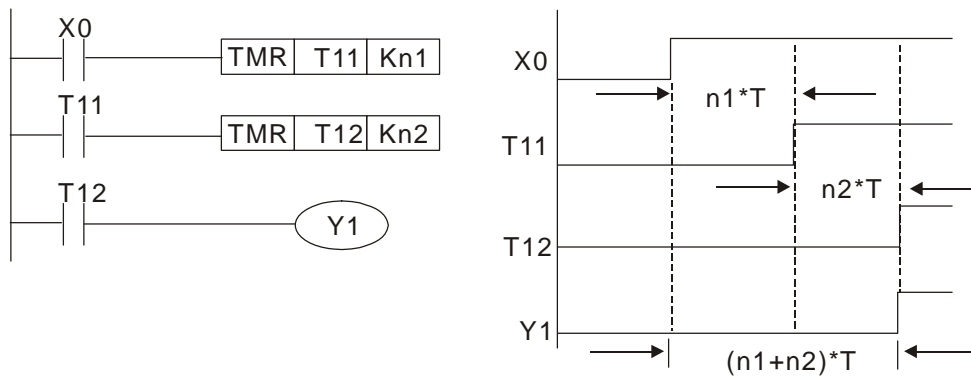 X0
TMR T11 Kn1
T11
TMR T12 Kn2
T12
Y1
X0
n1*T
T11
n2*T
T12
Y1
(n1+n2)*T